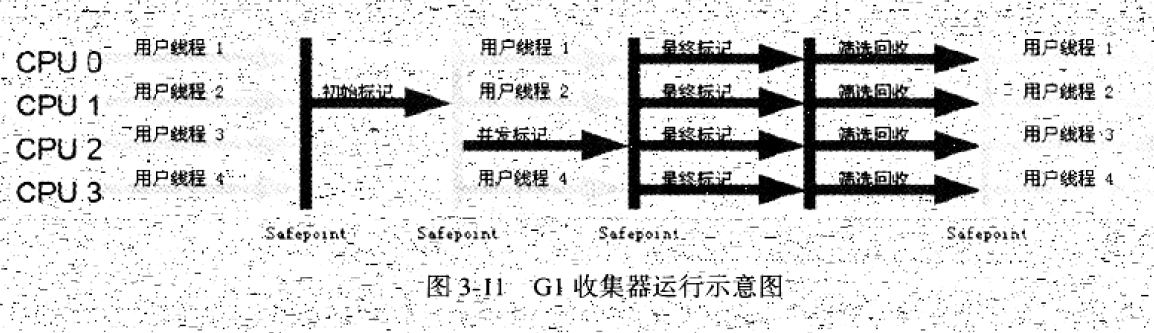 CPU 0 用户线程 1 用户线程 1 最终标记 筛选回收 用户线程 1
CPU 1 用户线程 2 初始标记 用户线程 2 最终标记 筛选回收 用户线程 2
CPU 2 用户线程 3 并发标记 最终标记 筛选回收 用户线程 3
CPU 3 用户线程 4 用户线程 4 最终标记 筛选回收 用户线程 4
Safepoint Safepoint Safepoint Safepoint
图 3-11 G1 收集器运行示意图